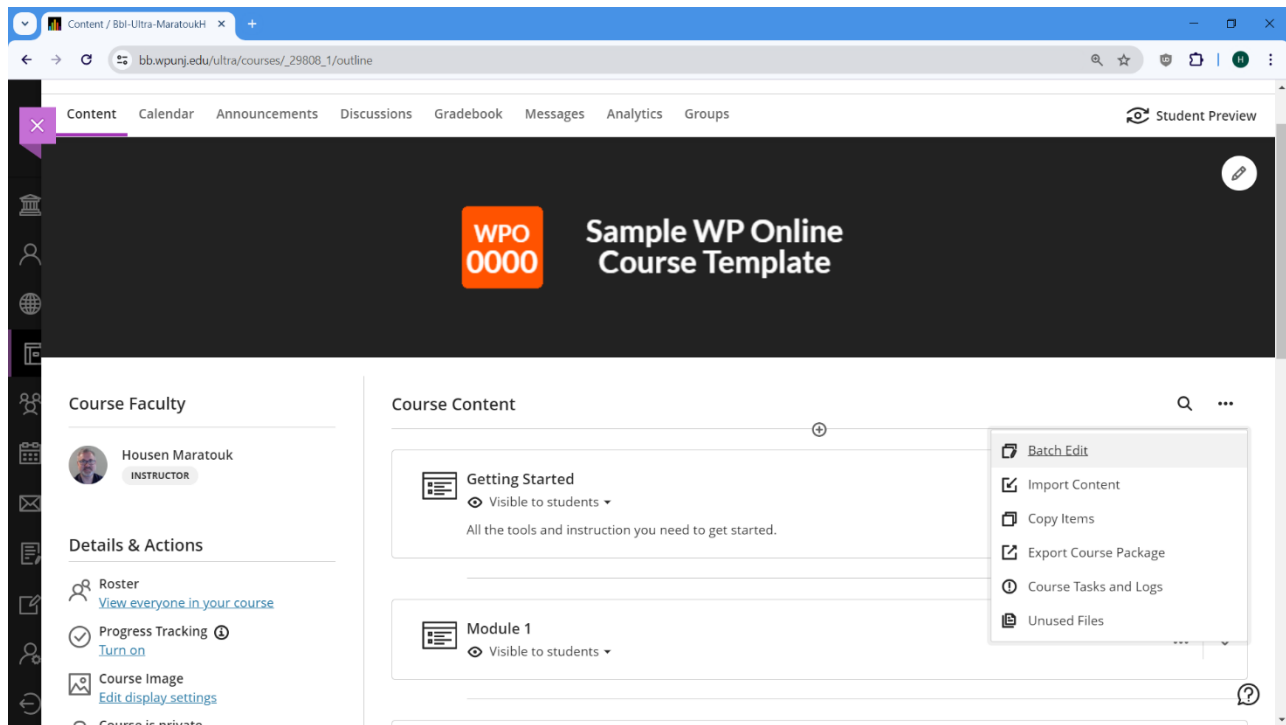 Content / Bbl-Ultra-MaratoukH
bb.wpunj.edu/ultra/courses/_29808_1/outline
H
Content Calendar Announcements Discussions Gradebook Messages Analytics Groups
Student Preview
WPO
0000
Sample WP Online
Course Template
Course Faculty
Housen Maratouk
INSTRUCTOR
Details & Actions
Roster
View everyone in your course
Progress Tracking
Turn on
Course Image
Edit display settings
Course is private
Course Content
Getting Started
Visible to students
All the tools and instruction you need to get started.
Module 1
Visible to students
Batch Edit
Import Content
Copy Items
Export Course Package
Course Tasks and Logs
Unused Files